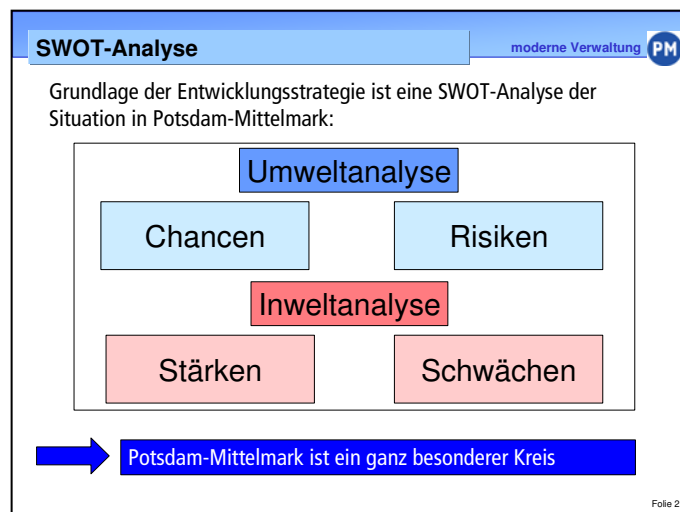 SWOT-Analyse
moderne Verwaltung
PM
Grundlage der Entwicklungsstrategie ist eine SWOT-Analyse der
Situation in Potsdam-Mittelmark:
Umweltanalyse
Chancen
Risiken
Inweltanalyse
Stärken
Schwächen
Potsdam-Mittelmark ist ein ganz besonderer Kreis
Folie 2